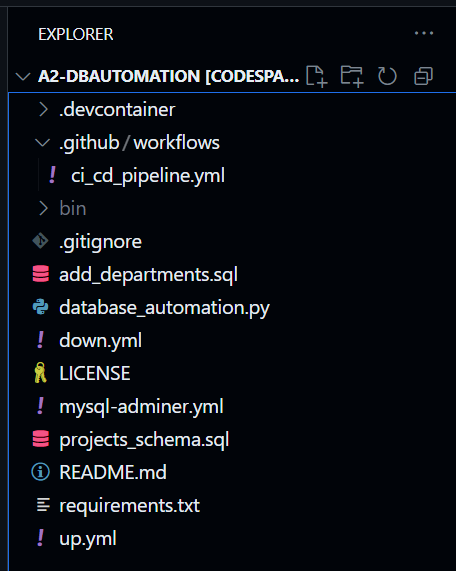 EXPLORER
A2-DBAUTOMATION [CODESPA...
.devcontainer
.github/workflows
ci_cd_pipeline.yml
bin
.gitignore
add_departments.sql
database_automation.py
down.yml
LICENSE
mysql-adminer.yml
projects_schema.sql
README.md
requirements.txt
up.yml